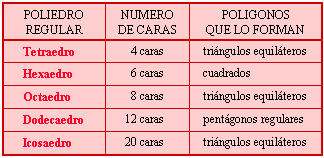 POLIEDRO REGULAR NUMERO DE CARAS POLIGONOS QUE LO FORMAN
Tetraedro 4 caras triángulos equiláteros
Hexaedro 6 caras cuadrados
Octaedro 8 caras triángulos equiláteros
Dodecaedro 12 caras pentágonos regulares
Icosaedro 20 caras triángulos equiláteros